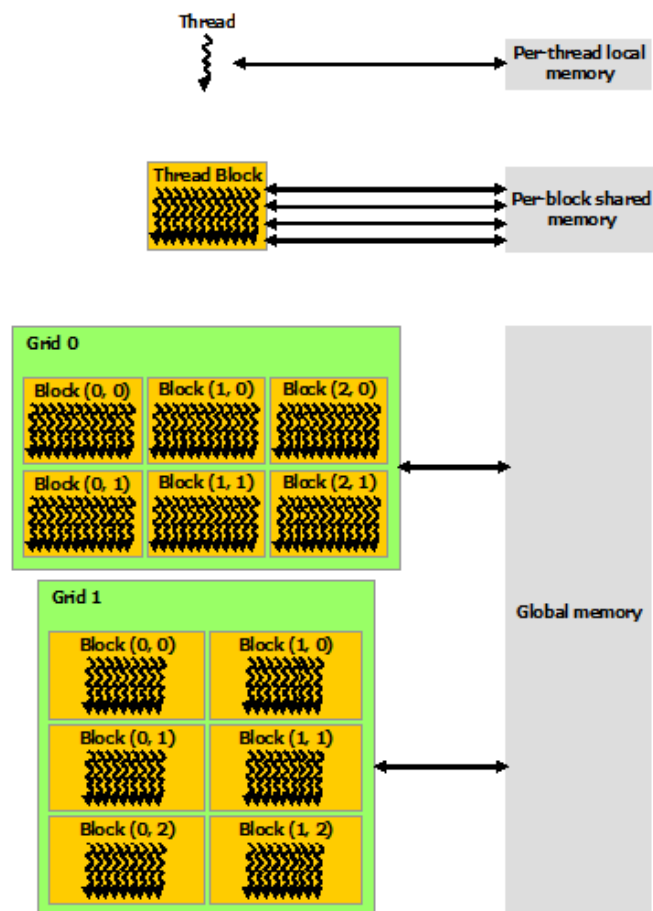 Thread
Per-thread local
memory
Thread Block
Per-block shared
memory
Grid 0
Block (0, 0)
Block (1, 0)
Block (2, 0)
Block (0, 1)
Block (1, 1)
Block (2, 1)
Grid 1
Global memory
Block (0, 0)
Block (1, 0)
Block (0, 1)
Block (1, 1)
Block (0, 2)
Block (1, 2)